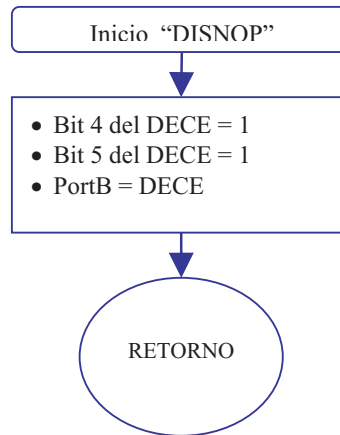 Inicio “DISNOP”
• Bit 4 del DECE = 1
• Bit 5 del DECE = 1
• PortB = DECE
RETORNO